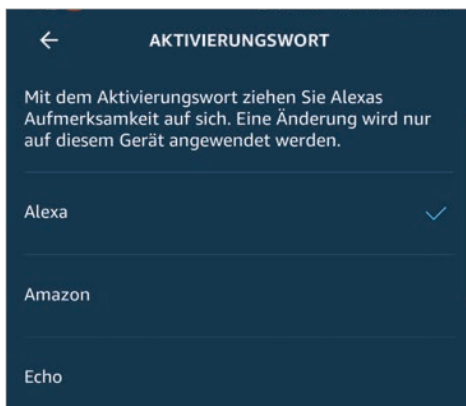 AKTIVIERUNGSWORT
Mit dem Aktivierungswort ziehen Sie Alexas
Aufmerksamkeit auf sich. Eine Änderung wird nur
auf diesem Gerät angewendet werden.
Alexa
Amazon
Echo